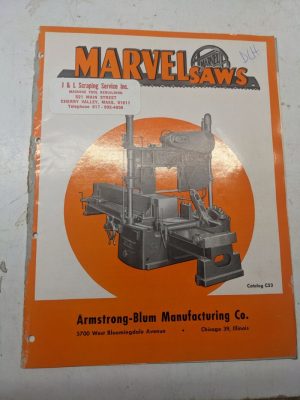 MARVEL
SAWS
J & L Scraping Service Inc.
MACHINE TOOL REBUILDING
CHERRY VALLEY, MASS. 01611
Catalog C53
Armstrong-Blum Manufacturing Co.
5700 West Bloomingdale Avenue • Chicago 39, Illinois